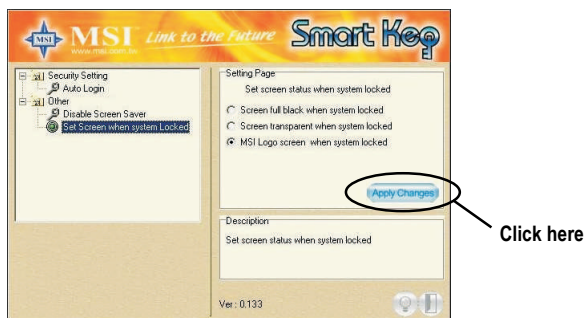 MSI
MSI Link to the Future
www.msi.com.tw
Smart Key
Security Setting
Auto Login
Other
Disable Screen Saver
Set Screen when system Locked
Setting Page
Set screen status when system locked
Screen full black when system locked
Screen transparent when system locked
MSI Logo screen when system locked
Apply Changes
Click here
Description
Set screen status when system locked
Ver : 0.133